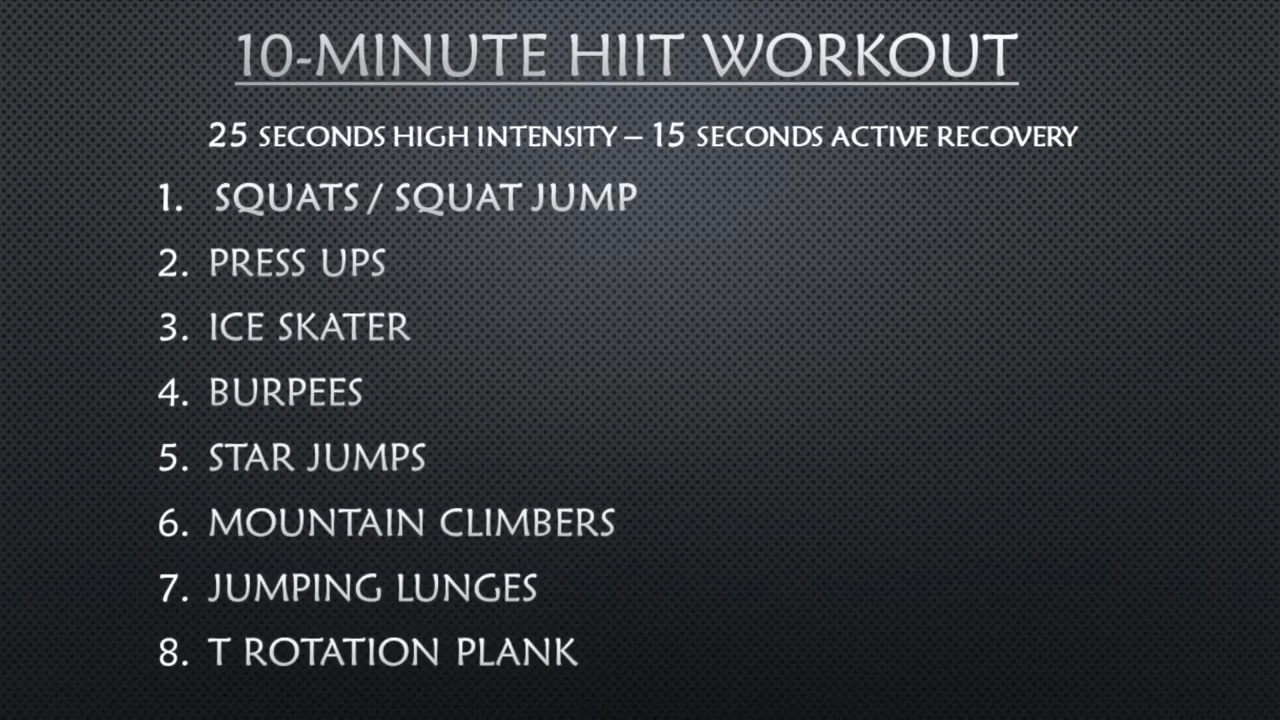 10-MINUTE HIIT WORKOUT
25 SECONDS HIGH INTENSITY – 15 SECONDS ACTIVE RECOVERY
1. SQUATS / SQUAT JUMP
2. PRESS UPS
3. ICE SKATER
4. BURPEES
5. STAR JUMPS
6. MOUNTAIN CLIMBERS
7. JUMPING LUNGES
8. T ROTATION PLANK